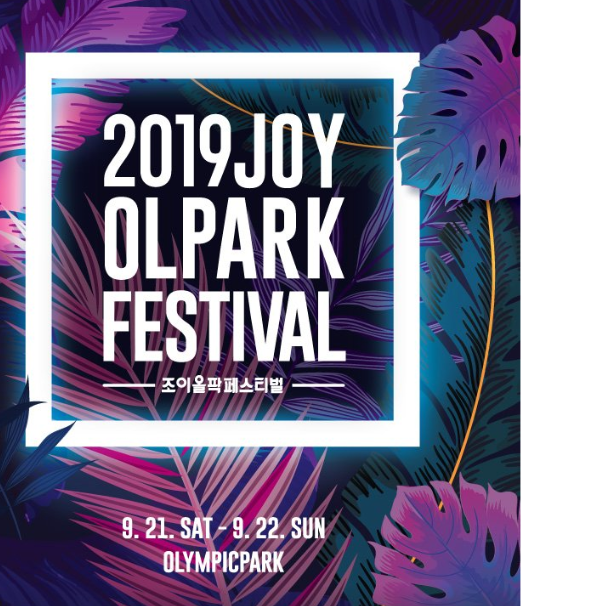 2019JOY
OLPARK
FESTIVAL
조이올팍페스티벌
9. 21. SAT - 9. 22. SUN
OLYMPICPARK